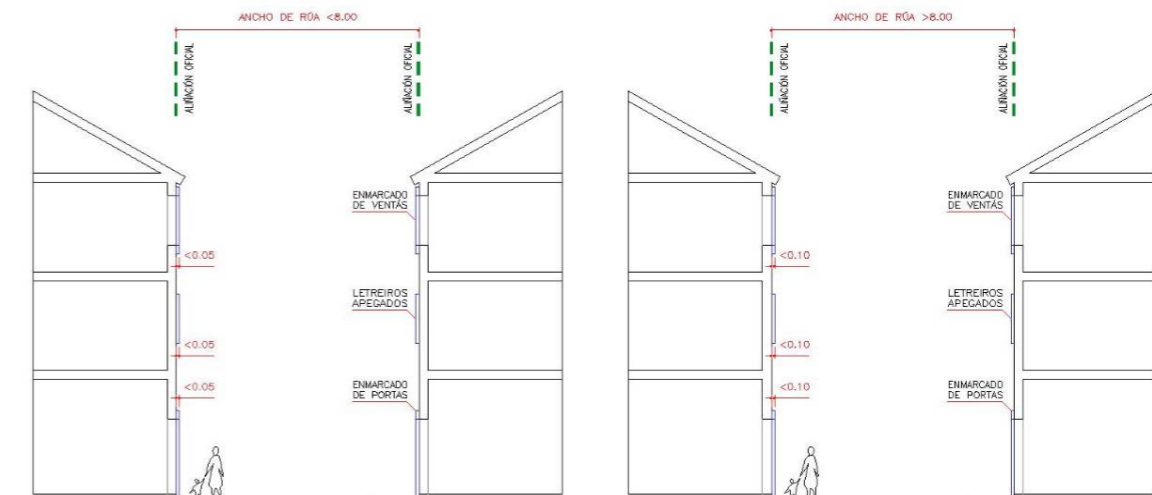 ANCHO DE RÚA <8.00
ALIÑACIÓN OFICIAL
ALIÑACIÓN OFICIAL
ENMARCADO
DE VENTÁS
<0.05
LETREIROS
APEGADOS
<0.05
<0.05
ENMARCADO
DE PORTAS
ANCHO DE RÚA >8.00
ALIÑACIÓN OFICIAL
ALIÑACIÓN OFICIAL
ENMARCADO
DE VENTÁS
<0.10
LETREIROS
APEGADOS
<0.10
<0.10
ENMARCADO
DE PORTAS